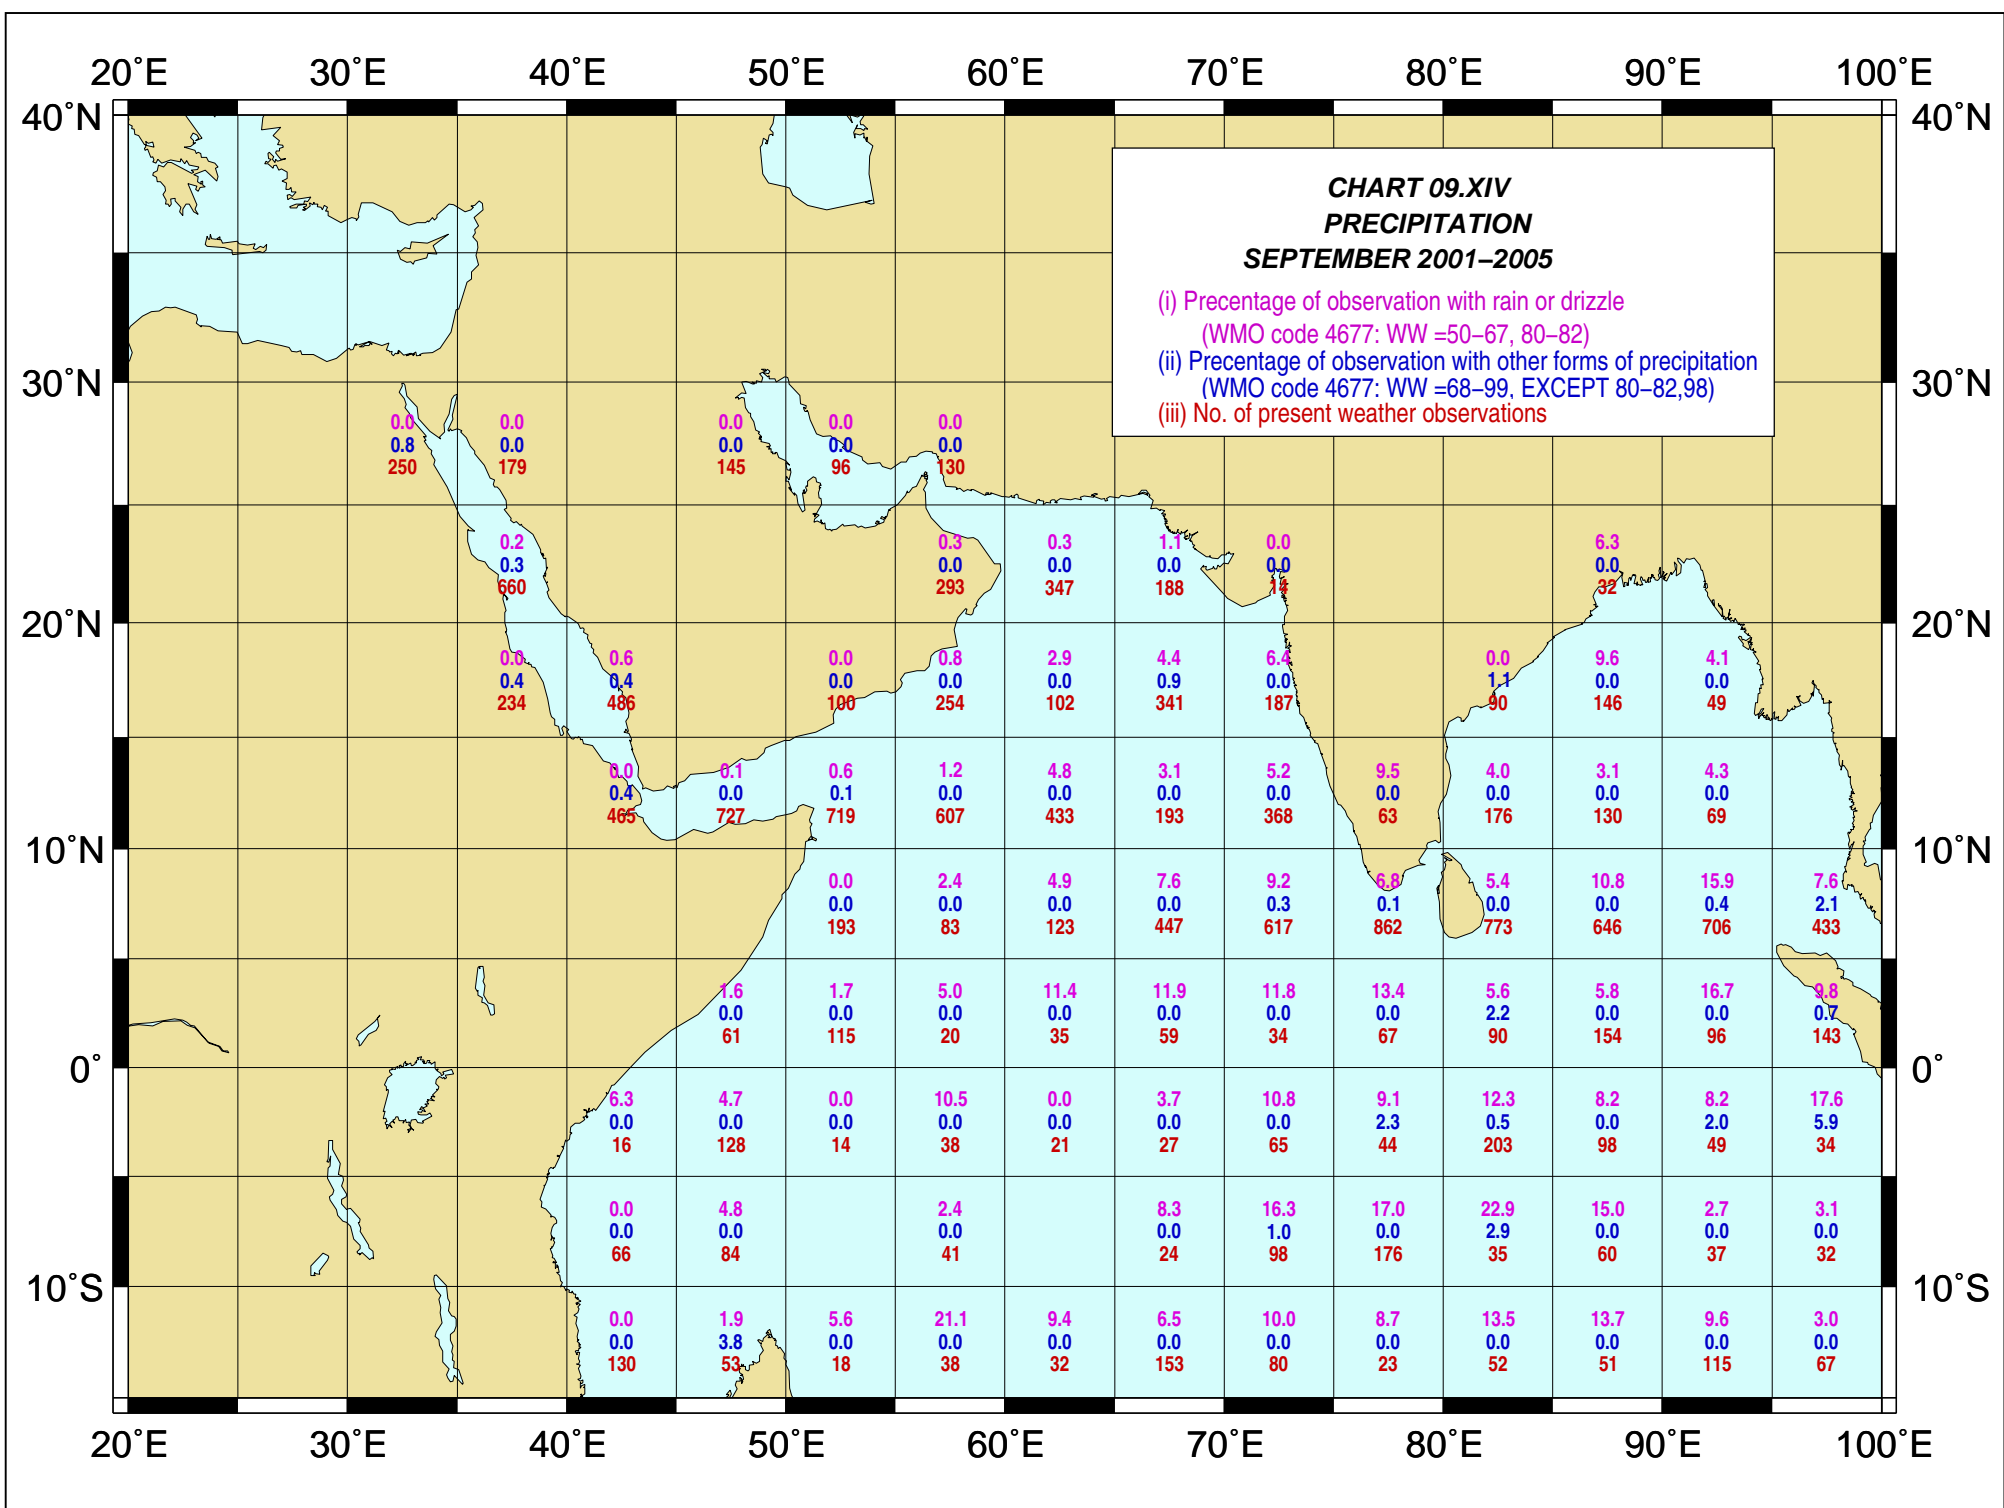 20°E 30°E 40°E 50°E 60°E 70°E 80°E 90°E 100°E
40°N 40°N
CHART 09.XIV
PRECIPITATION
SEPTEMBER 2001–2005
(i) Precentage of observation with rain or drizzle
(WMO code 4677: WW =50–67, 80–82)
(ii) Precentage of observation with other forms of precipitation
(WMO code 4677: WW =68–99, EXCEPT 80–82,98)
(iii) No. of present weather observations
30°N 30°N
0.0 0.0 0.0 0.0 0.0
0.8 0.0 0.0 0.0 0.0
250 179 145 96 130
0.2 0.3 0.3 1.1 0.0 6.3
0.3 0.0 0.0 0.0 0.0 0.0
660 293 347 188 14 32
20°N 20°N
0.0 0.6 0.0 0.8 2.9 4.4 6.4 0.0 9.6 4.1
0.4 0.4 0.0 0.0 0.0 0.9 0.0 1.1 0.0 0.0
234 486 100 254 102 341 187 90 146 49
0.0 0.1 0.6 1.2 4.8 3.1 5.2 9.5 4.0 3.1 4.3
0.4 0.0 0.1 0.0 0.0 0.0 0.0 0.0 0.0 0.0 0.0
465 727 719 607 433 193 368 63 176 130 69
10°N 10°N
0.0 2.4 4.9 7.6 9.2 6.8 5.4 10.8 15.9 7.6
0.0 0.0 0.0 0.0 0.3 0.1 0.0 0.0 0.4 2.1
193 83 123 447 617 862 773 646 706 433
1.6 1.7 5.0 11.4 11.9 11.8 13.4 5.6 5.8 16.7 9.8
0.0 0.0 0.0 0.0 0.0 0.0 0.0 2.2 0.0 0.0 0.7
61 115 20 35 59 34 67 90 154 96 143
0° 0°
6.3 4.7 0.0 10.5 0.0 3.7 10.8 9.1 12.3 8.2 8.2 17.6
0.0 0.0 0.0 0.0 0.0 0.0 0.0 2.3 0.5 0.0 2.0 5.9
16 128 14 38 21 27 65 44 203 98 49 34
0.0 4.8 2.4 8.3 16.3 17.0 22.9 15.0 2.7 3.1
0.0 0.0 0.0 0.0 1.0 0.0 2.9 0.0 0.0 0.0
66 84 41 24 98 176 35 60 37 32
10°S 10°S
0.0 1.9 5.6 21.1 9.4 6.5 10.0 8.7 13.5 13.7 9.6 3.0
0.0 3.8 0.0 0.0 0.0 0.0 0.0 0.0 0.0 0.0 0.0 0.0
130 53 18 38 32 153 80 23 52 51 115 67
20°E 30°E 40°E 50°E 60°E 70°E 80°E 90°E 100°E